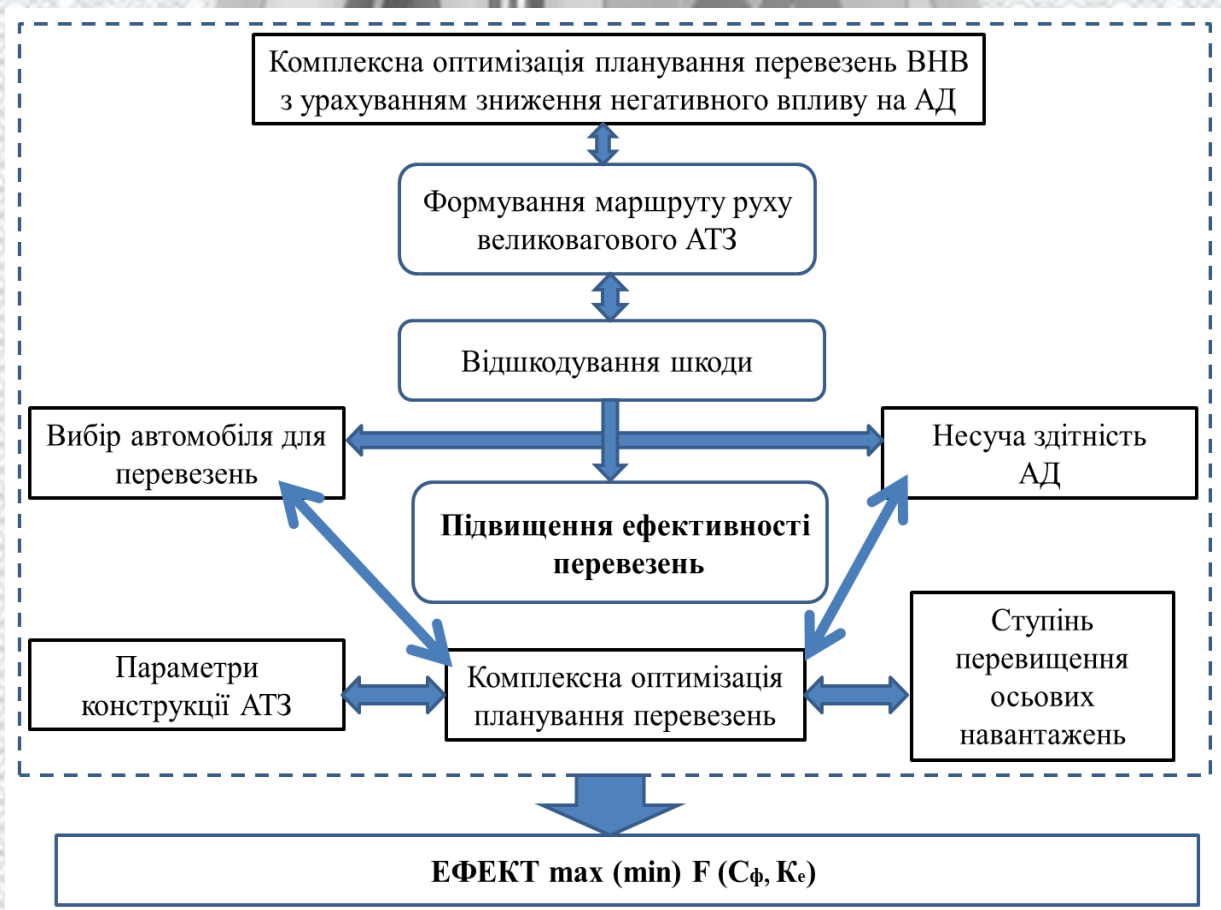 Комплексна оптимізація планування перевезень ВНВ
з урахуванням зниження негативного впливу на АД
Формування маршруту руху
великовагового АТЗ
Відшкодування шкоди
Вибір автомобіля для
перевезень
Несуча здітність
АД
Підвищення ефективності
перевезень
Параметри
конструкції АТЗ
Комплексна оптимізація
планування перевезень
Ступінь
перевищення
осьових
навантажень
ЕФЕКТ max (min) F (Cф, Kе)